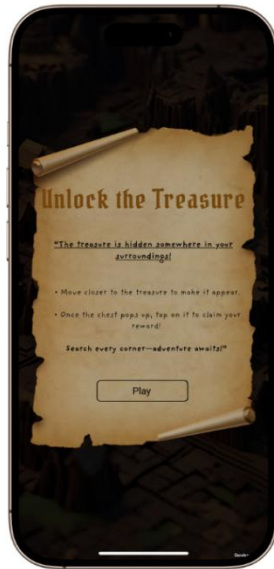 Unlock the Treasure
"The treasure is hidden somewhere in your
surroundings!
• Move closer to the treasure to make it appear.
• Once the chest pops up, tap on it to claim your
reward!
Search every corner—adventure awaits!"
Play